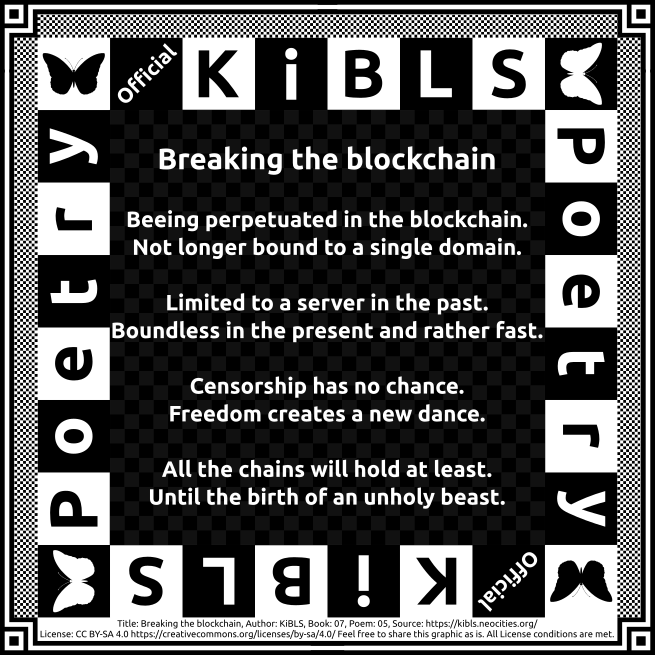 Official KiBLS
Poetry
Poetry
Breaking the blockchain
Beeing perpetuated in the blockchain.
Not longer bound to a single domain.
Limited to a server in the past.
Boundless in the present and rather fast.
Censorship has no chance.
Freedom creates a new dance.
All the chains will hold at least.
Until the birth of an unholy beast.
Official KiBLS
Title: Breaking the blockchain, Author: KiBLS, Book: 07, Poem: 05, Source: https://kibls.neocities.org/
License: CC BY-SA 4.0 https://creativecommons.org/licenses/by-sa/4.0/ Feel free to share this graphic as is. All License conditions are met.